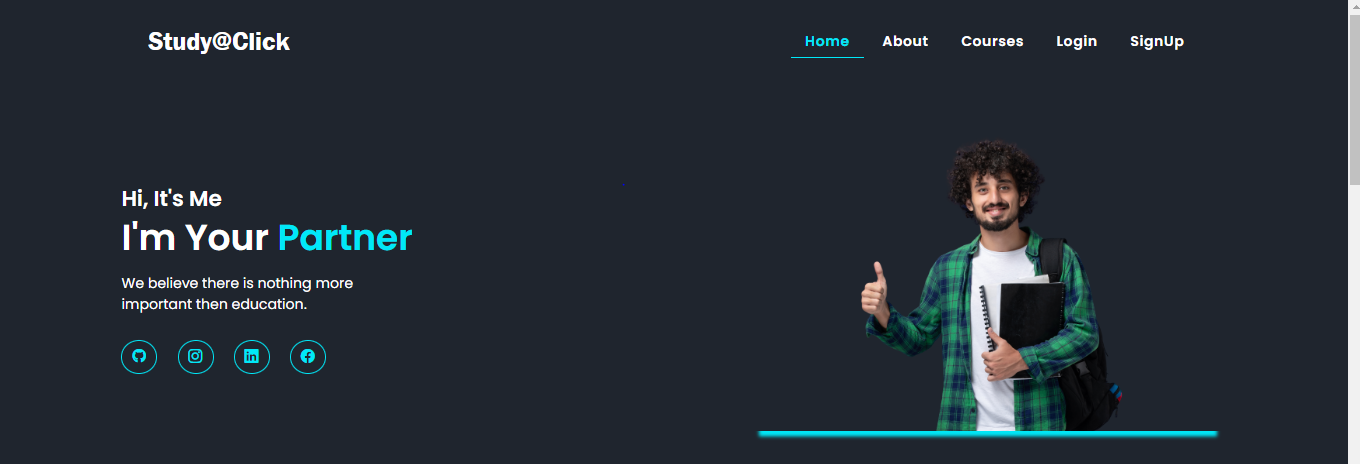 Study@Click
Home About Courses Login SignUp
Hi, It's Me
I'm Your Partner
We believe there is nothing more
important then education.